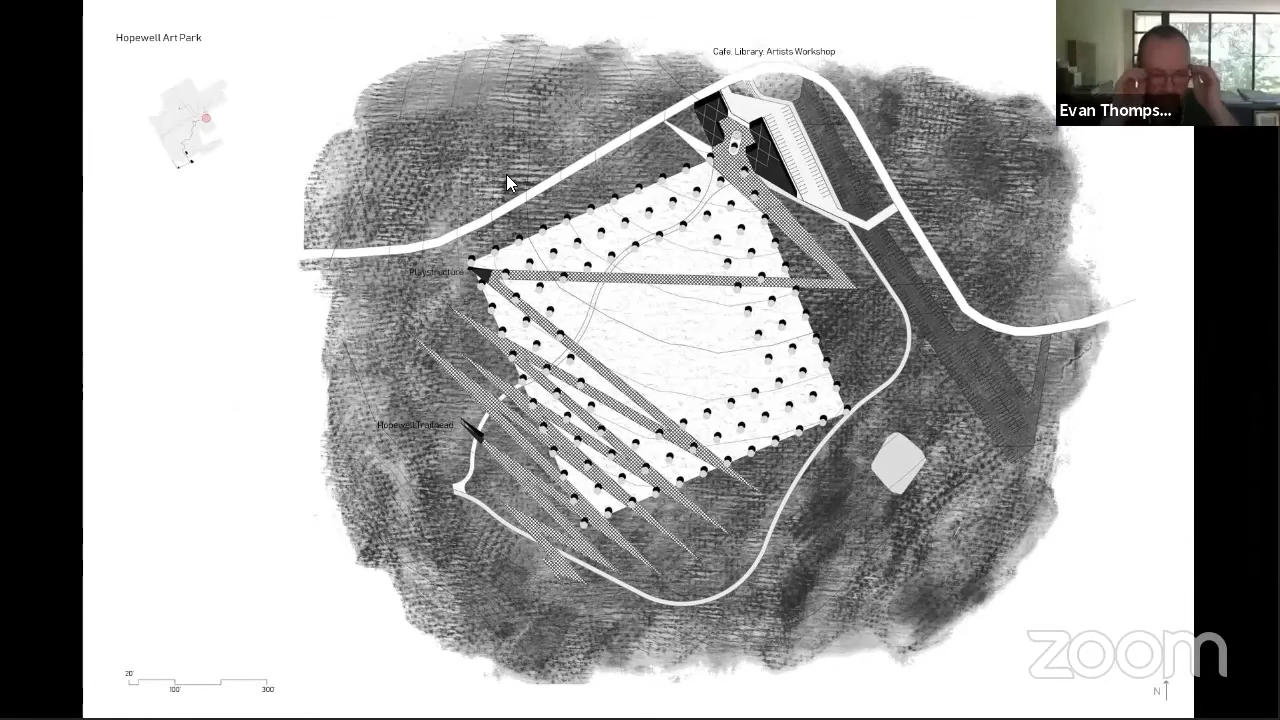 Hopewell Art Park
Cafe, Library, Artists Workshop
Evan Thomps...
Playstructure
Hopewell Trailhead
20'
100'
300'
zoom
N